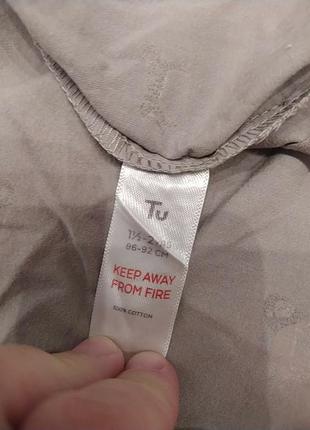 Tu
1½-2 YRS
86-92 CM
KEEP AWAY
FROM FIRE
100% COTTON